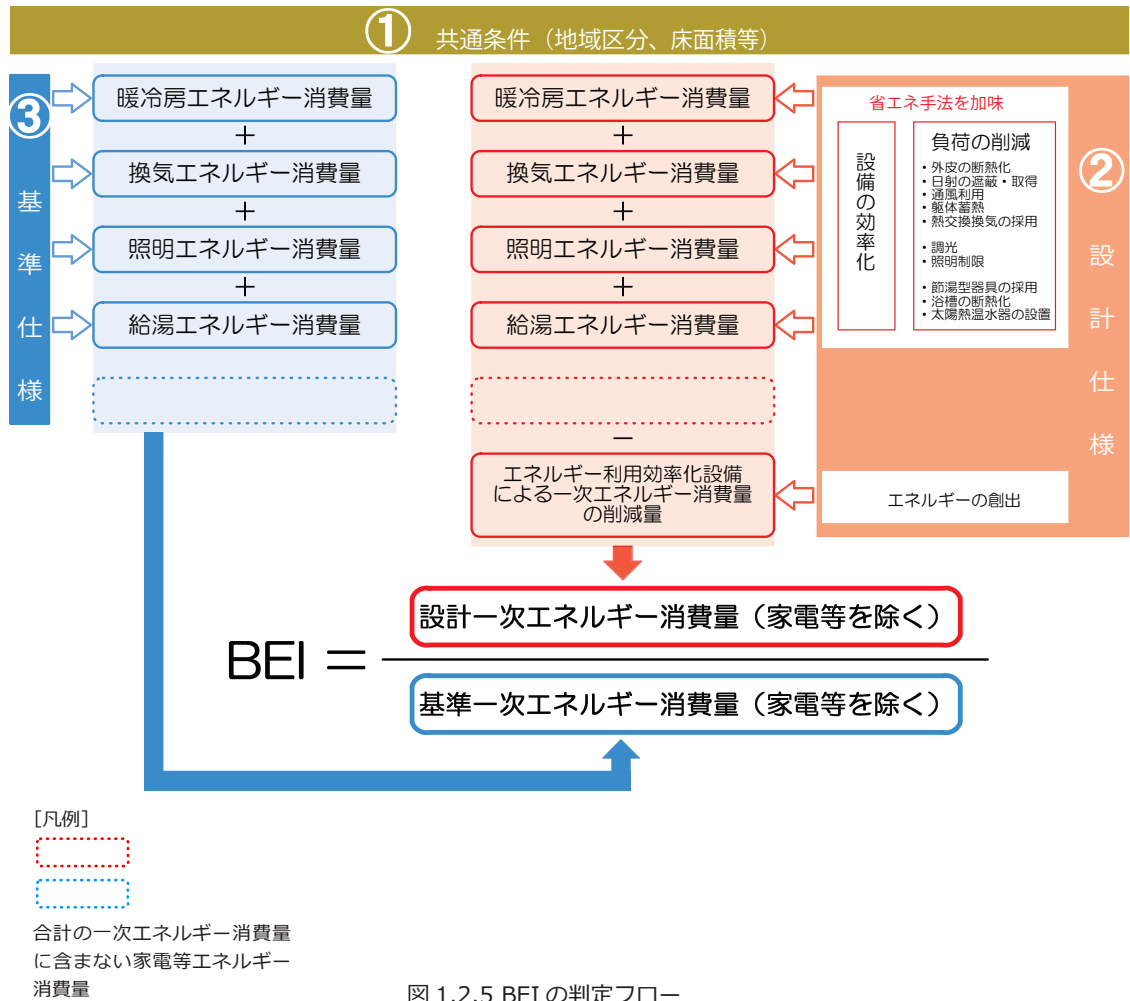 ① 共通条件（地域区分、床面積等）
③
基準仕様
暖冷房エネルギー消費量
＋
換気エネルギー消費量
＋
照明エネルギー消費量
＋
給湯エネルギー消費量
暖冷房エネルギー消費量
＋
換気エネルギー消費量
＋
照明エネルギー消費量
＋
給湯エネルギー消費量
－
エネルギー利用効率化設備
による一次エネルギー消費量
の削減量
省エネ手法を加味
設備の効率化
負荷の削減
・外皮の断熱化
・日射の遮蔽・取得
・通風利用
・躯体蓄熱
・熱交換換気の採用
・調光
・照明制限
・節湯型器具の採用
・浴槽の断熱化
・太陽熱温水器の設置
エネルギーの創出
②
設計仕様
設計一次エネルギー消費量（家電等を除く）
BEI＝
基準一次エネルギー消費量（家電等を除く）
[凡例]
合計の一次エネルギー消費量
に含まない家電等エネルギー
消費量
図 1.2.5 BEI の判定フロー